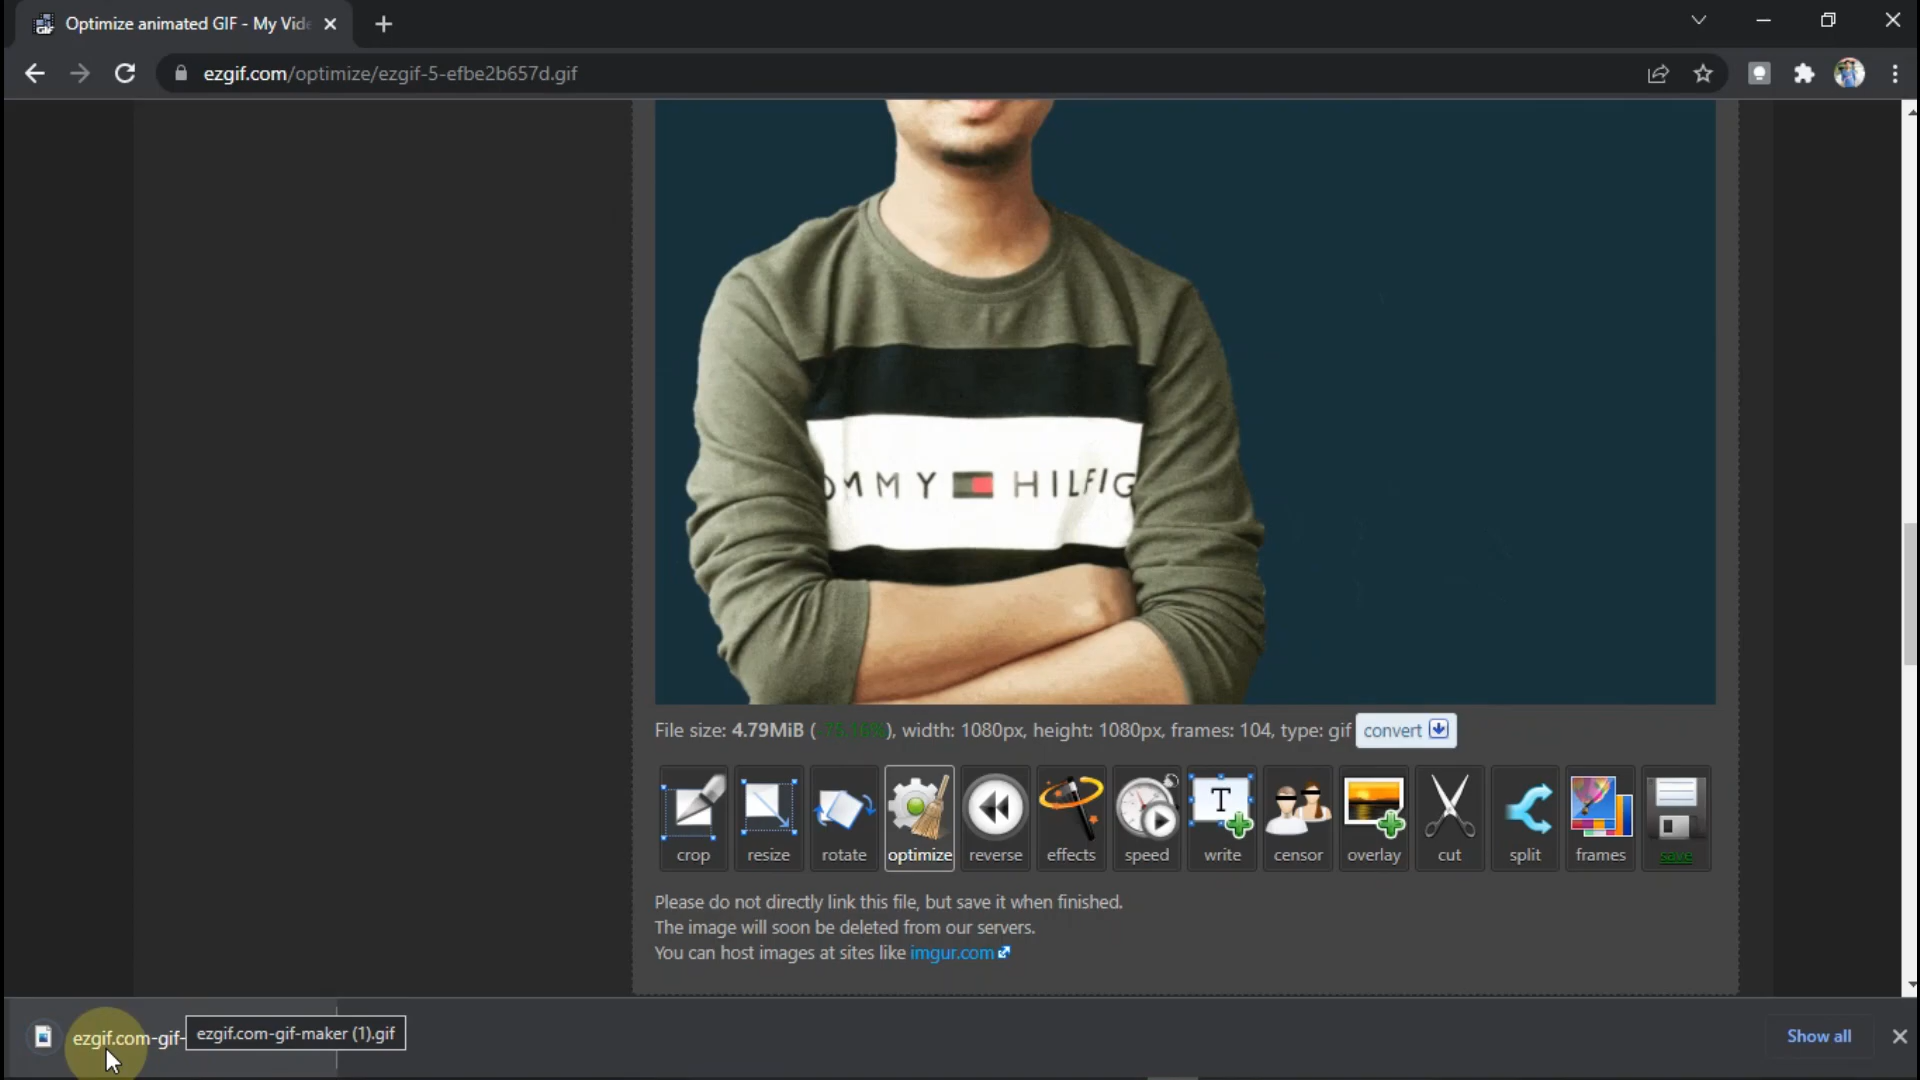 Optimize animated GIF - My Vid
ezgif.com/optimize/ezgif-5-efbe2b657d.gif
OMMY HILFIG
File size: 4.79MiB ( ), width: 1080px, height: 1080px, frames: 104, type: gif convert
crop resize rotate optimize reverse effects speed write censor overlay cut split frames save
Please do not directly link this file, but save it when finished.
The image will soon be deleted from our servers.
You can host images at sites like imgur.com
ezgif.com-gif- ezgif.com-gif-maker (1).gif Show all